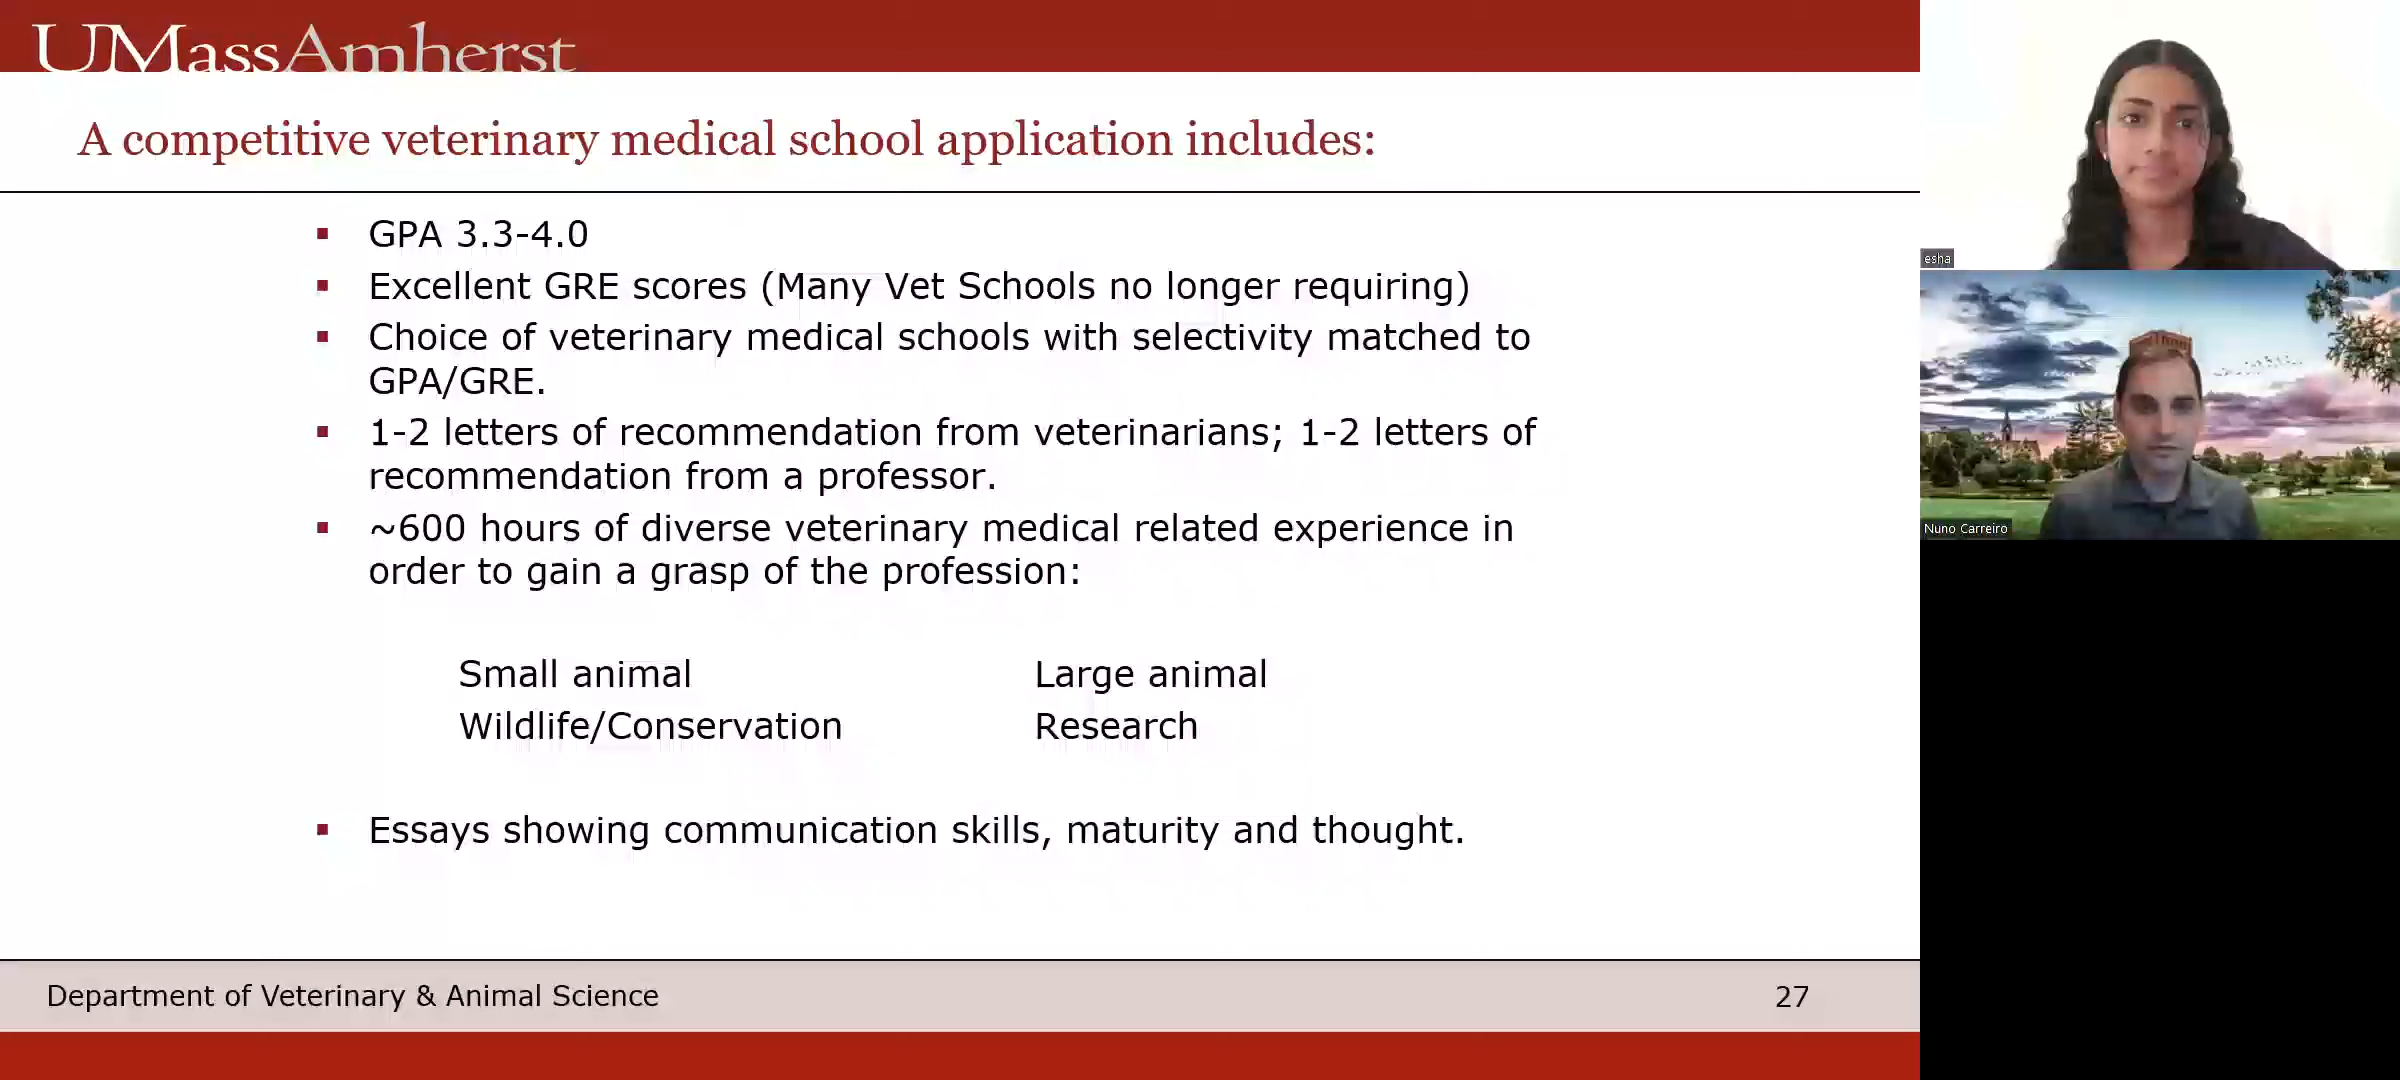 UMassAmherst
A competitive veterinary medical school application includes:
▪ GPA 3.3-4.0
▪ Excellent GRE scores (Many Vet Schools no longer requiring)
▪ Choice of veterinary medical schools with selectivity matched to
GPA/GRE.
▪ 1-2 letters of recommendation from veterinarians; 1-2 letters of
recommendation from a professor.
▪ ~600 hours of diverse veterinary medical related experience in
order to gain a grasp of the profession:
Small animal Large animal
Wildlife/Conservation Research
▪ Essays showing communication skills, maturity and thought.
Department of Veterinary & Animal Science 27
esha
Nuno Carreiro